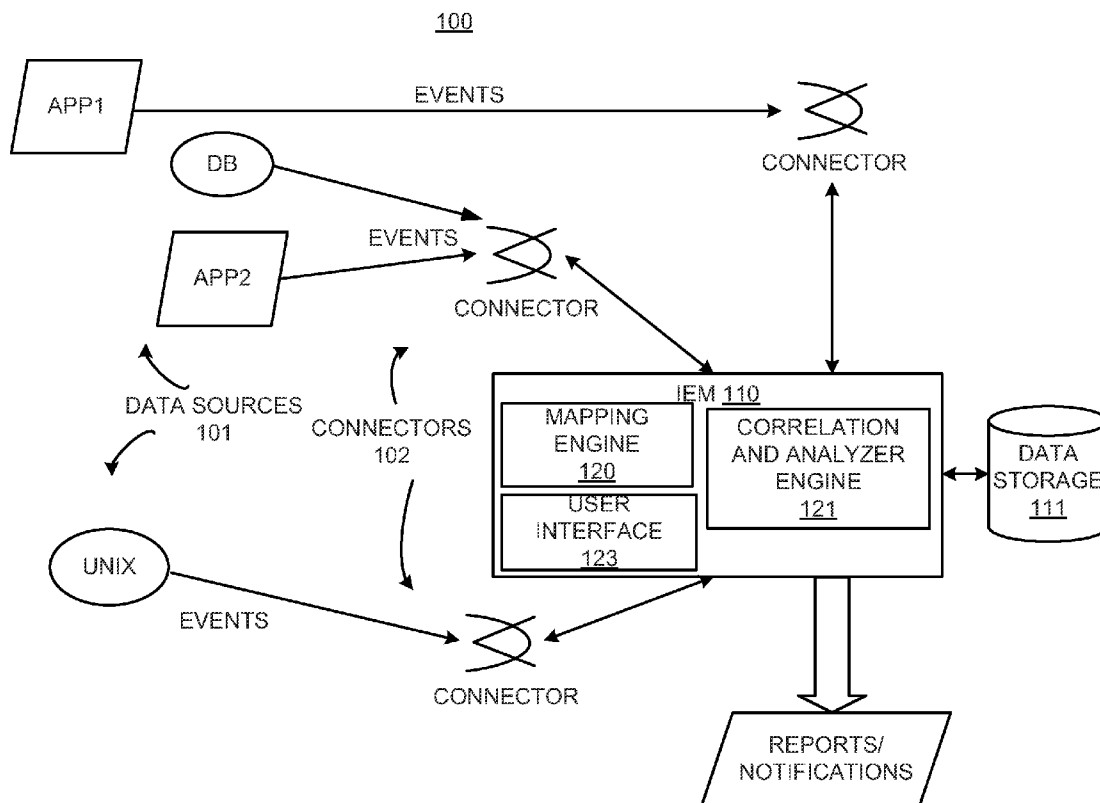 100
APP1
EVENTS
CONNECTOR
DB
EVENTS
APP2
CONNECTOR
DATA SOURCES
101
CONNECTORS
102
IEM 110
MAPPING
ENGINE
120
CORRELATION
AND ANALYZER
ENGINE
121
USER
INTERFACE
123
DATA
STORAGE
111
UNIX
EVENTS
CONNECTOR
REPORTS/
NOTIFICATIONS